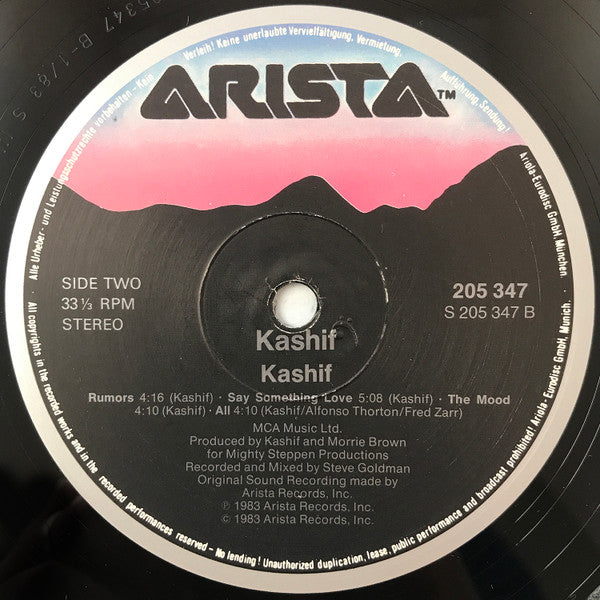 205347 B-1/83 S
ARISTA™
Alle Urheber- und Leistungsschutzrechte vorbehalten - Kein Verleih! Keine unerlaubte Vervielfältigung, Vermietung, Aufführung, Sendung!
Ariola-Eurodisc GmbH, München.
SIDE TWO
33⅓ RPM
STEREO
205 347
S 205 347 B
Kashif
Kashif
Rumors 4:16 (Kashif) · Say Something Love 5:08 (Kashif) · The Mood
4:10 (Kashif) · All 4:10 (Kashif/Alfonso Thorton/Fred Zarr)
MCA Music Ltd.
Produced by Kashif and Morrie Brown
for Mighty Steppen Productions
Recorded and Mixed by Steve Goldman
Original Sound Recording made by
Arista Records, Inc.
℗ 1983 Arista Records, Inc.
© 1983 Arista Records, Inc.
All copyrights in the recorded works and in the recorded performances reserved - No lending! Unauthorized duplication, lease, public performance and broadcast prohibited! Ariola-Eurodisc GmbH, Munich.